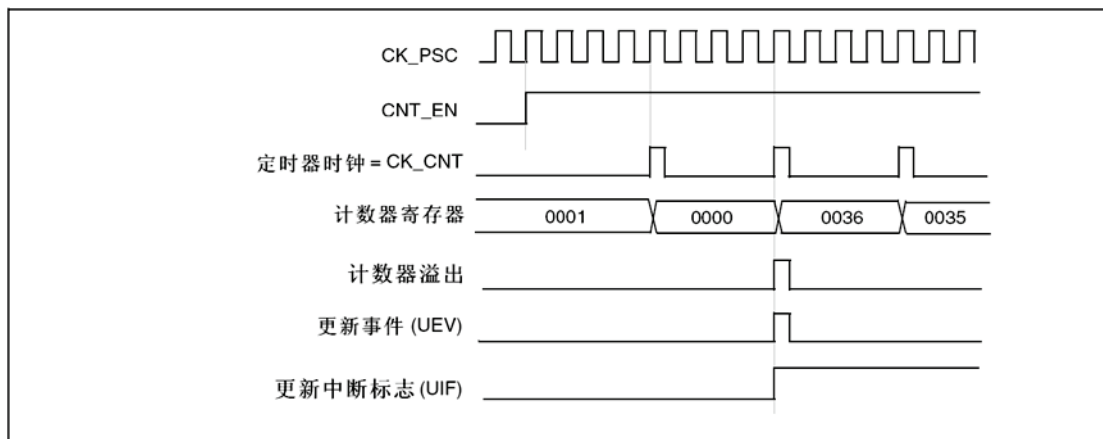 CK_PSC
CNT_EN
定时器时钟 = CK_CNT
计数器寄存器 0001 0000 0036 0035
计数器溢出
更新事件 (UEV)
更新中断标志 (UIF)